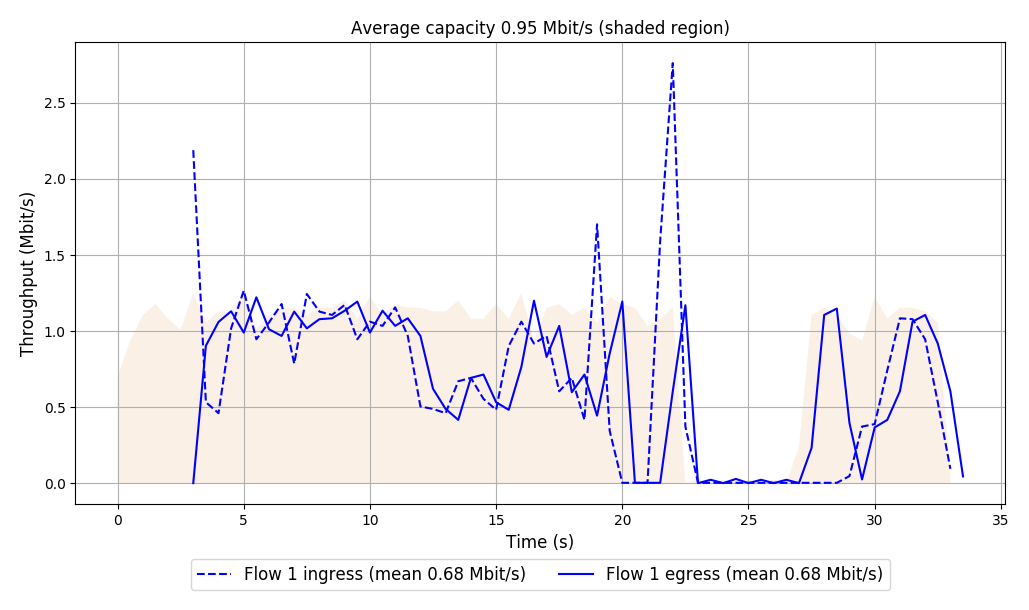 Average capacity 0.95 Mbit/s (shaded region)
Throughput (Mbit/s)
2.5
2.0
1.5
1.0
0.5
0.0
0 5 10 15 20 25 30 35
Time (s)
Flow 1 ingress (mean 0.68 Mbit/s) Flow 1 egress (mean 0.68 Mbit/s)